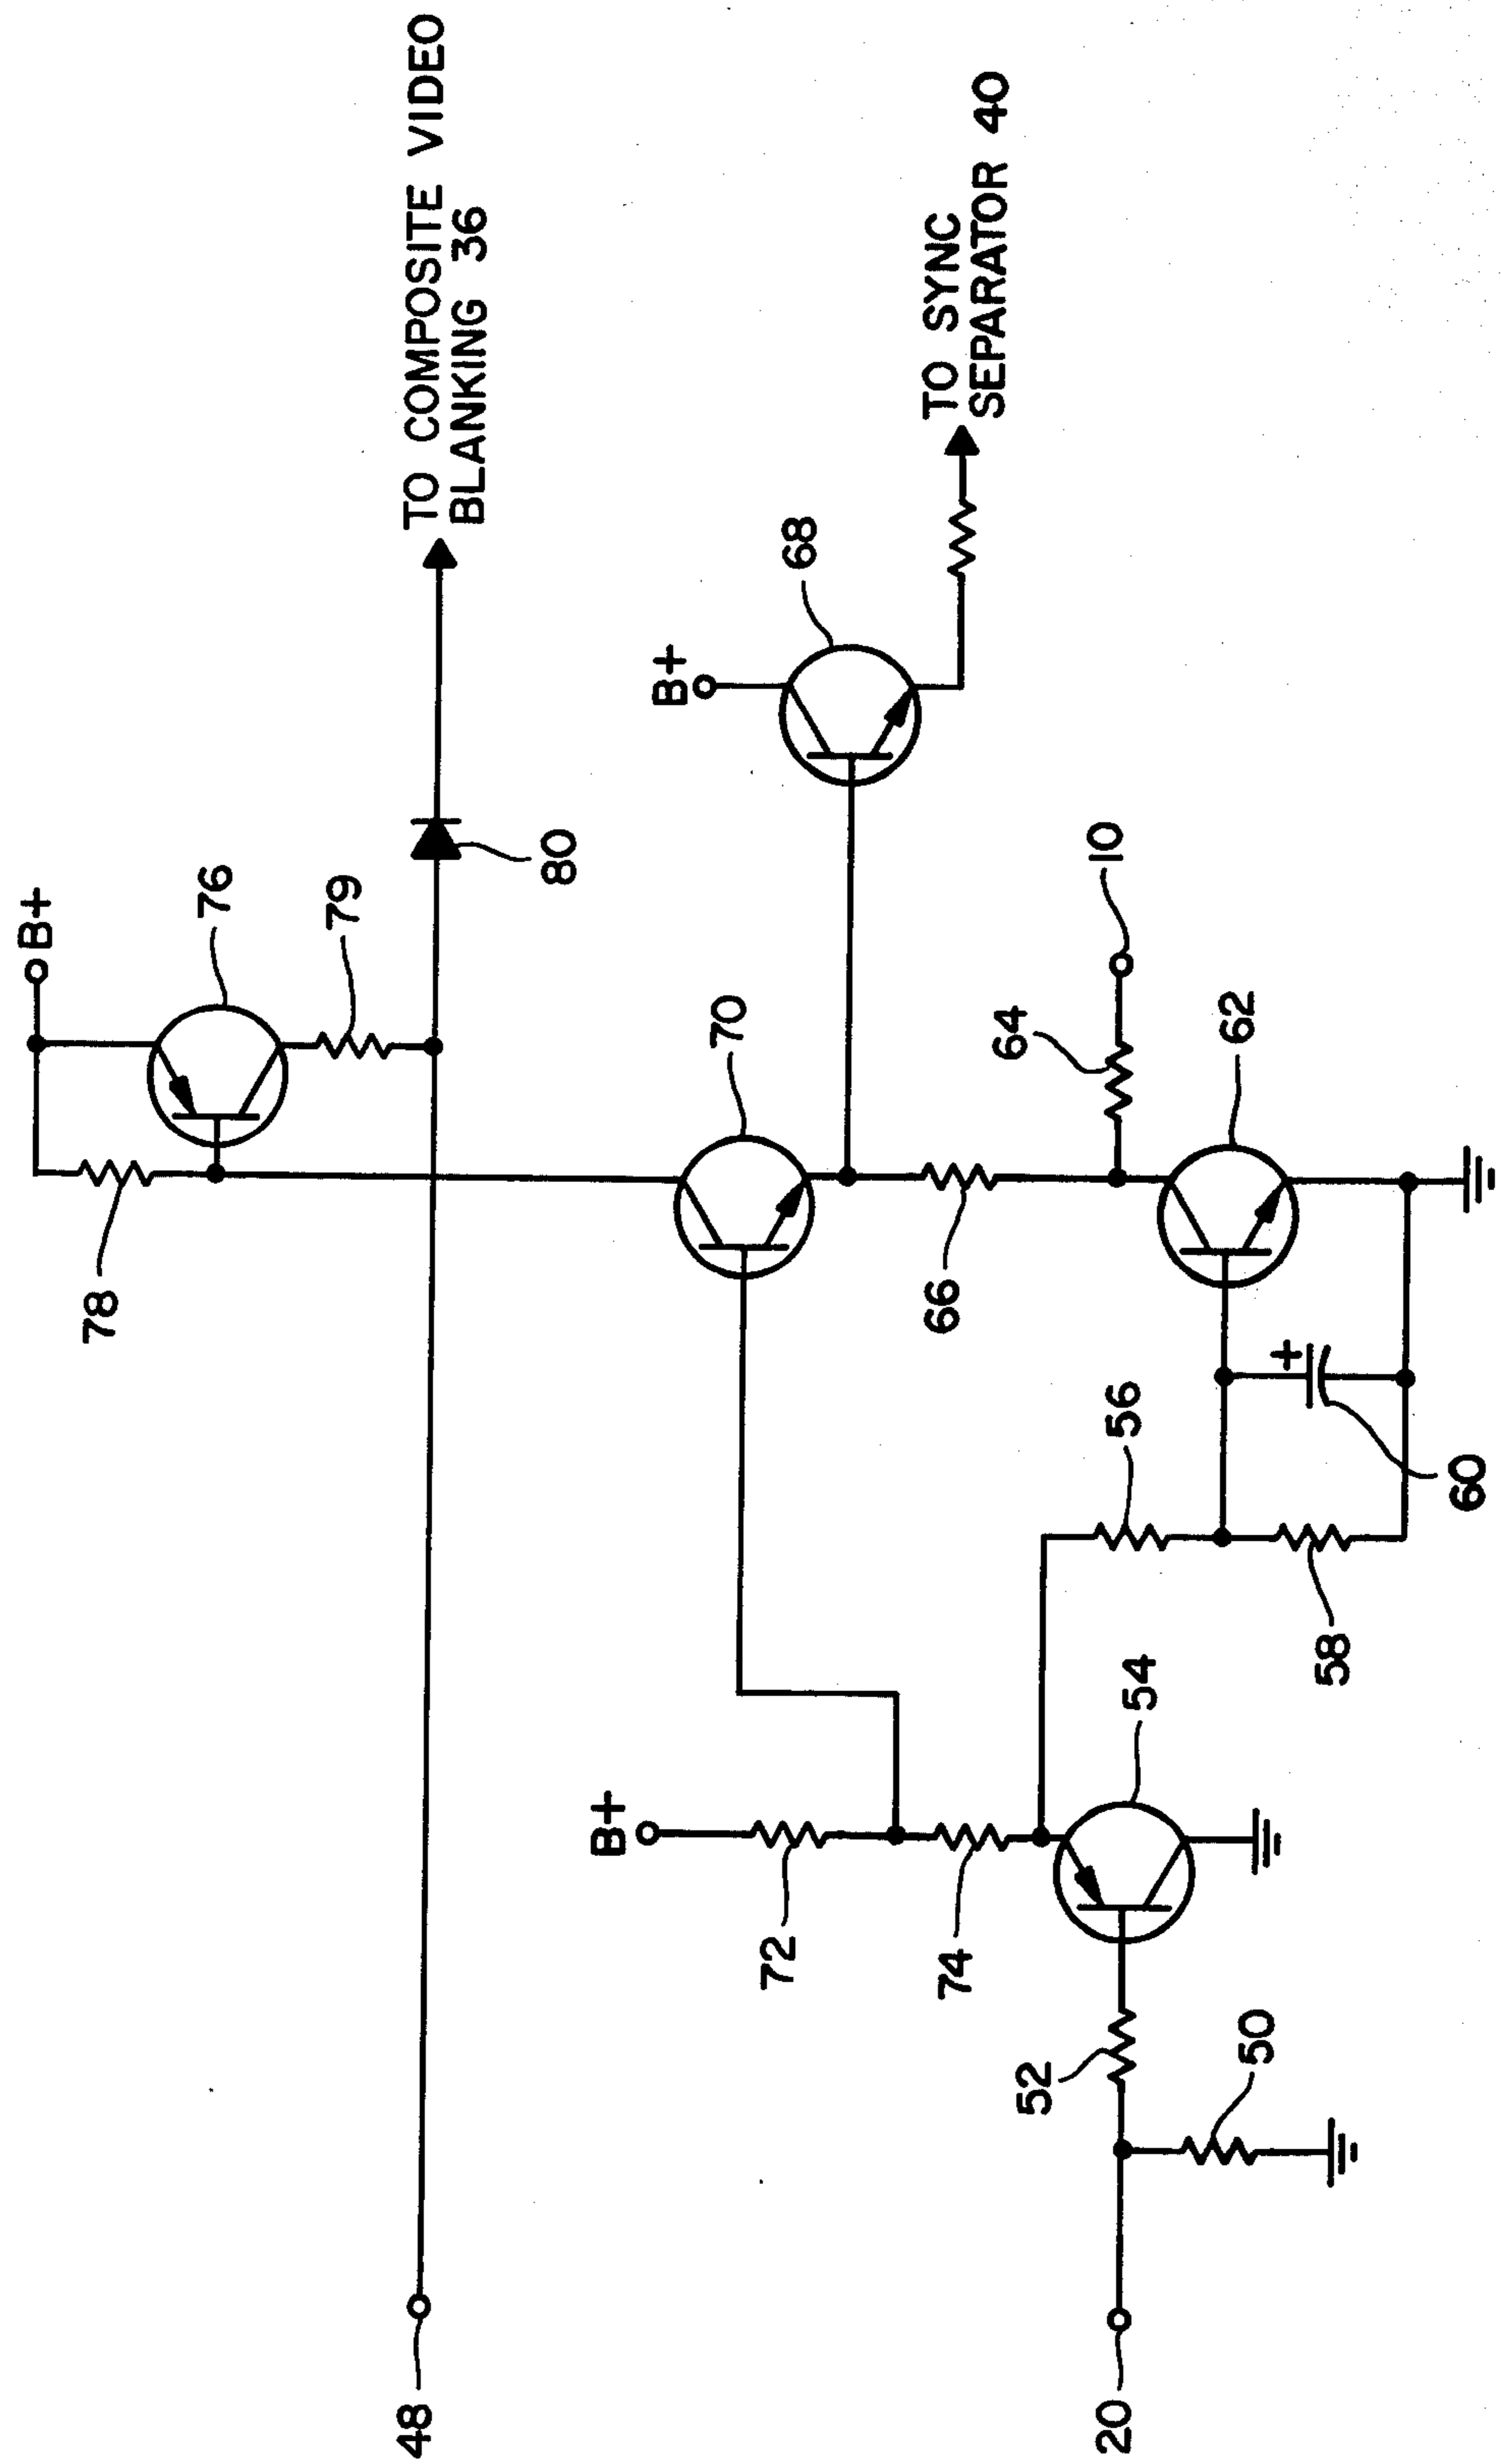 B+
78
76
79
TO COMPOSITE VIDEO
BLANKING 36
48
80
B+
68
TO SYNC
SEPARATOR 40
70
B+
72
74
66
64
10
56
62
54
52
50
58
60
20